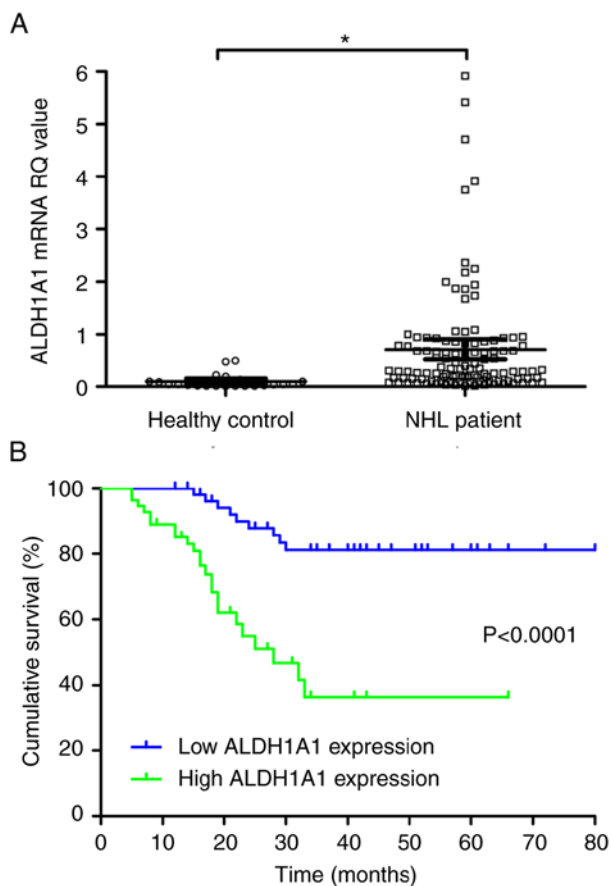 A
*
ALDH1A1 mRNA RQ value
6
5
4
3
2
1
0
Healthy control
NHL patient
B
Cumulative survival (%)
100
80
60
40
20
0
P<0.0001
Low ALDH1A1 expression
High ALDH1A1 expression
0 10 20 30 40 50 60 70 80
Time (months)